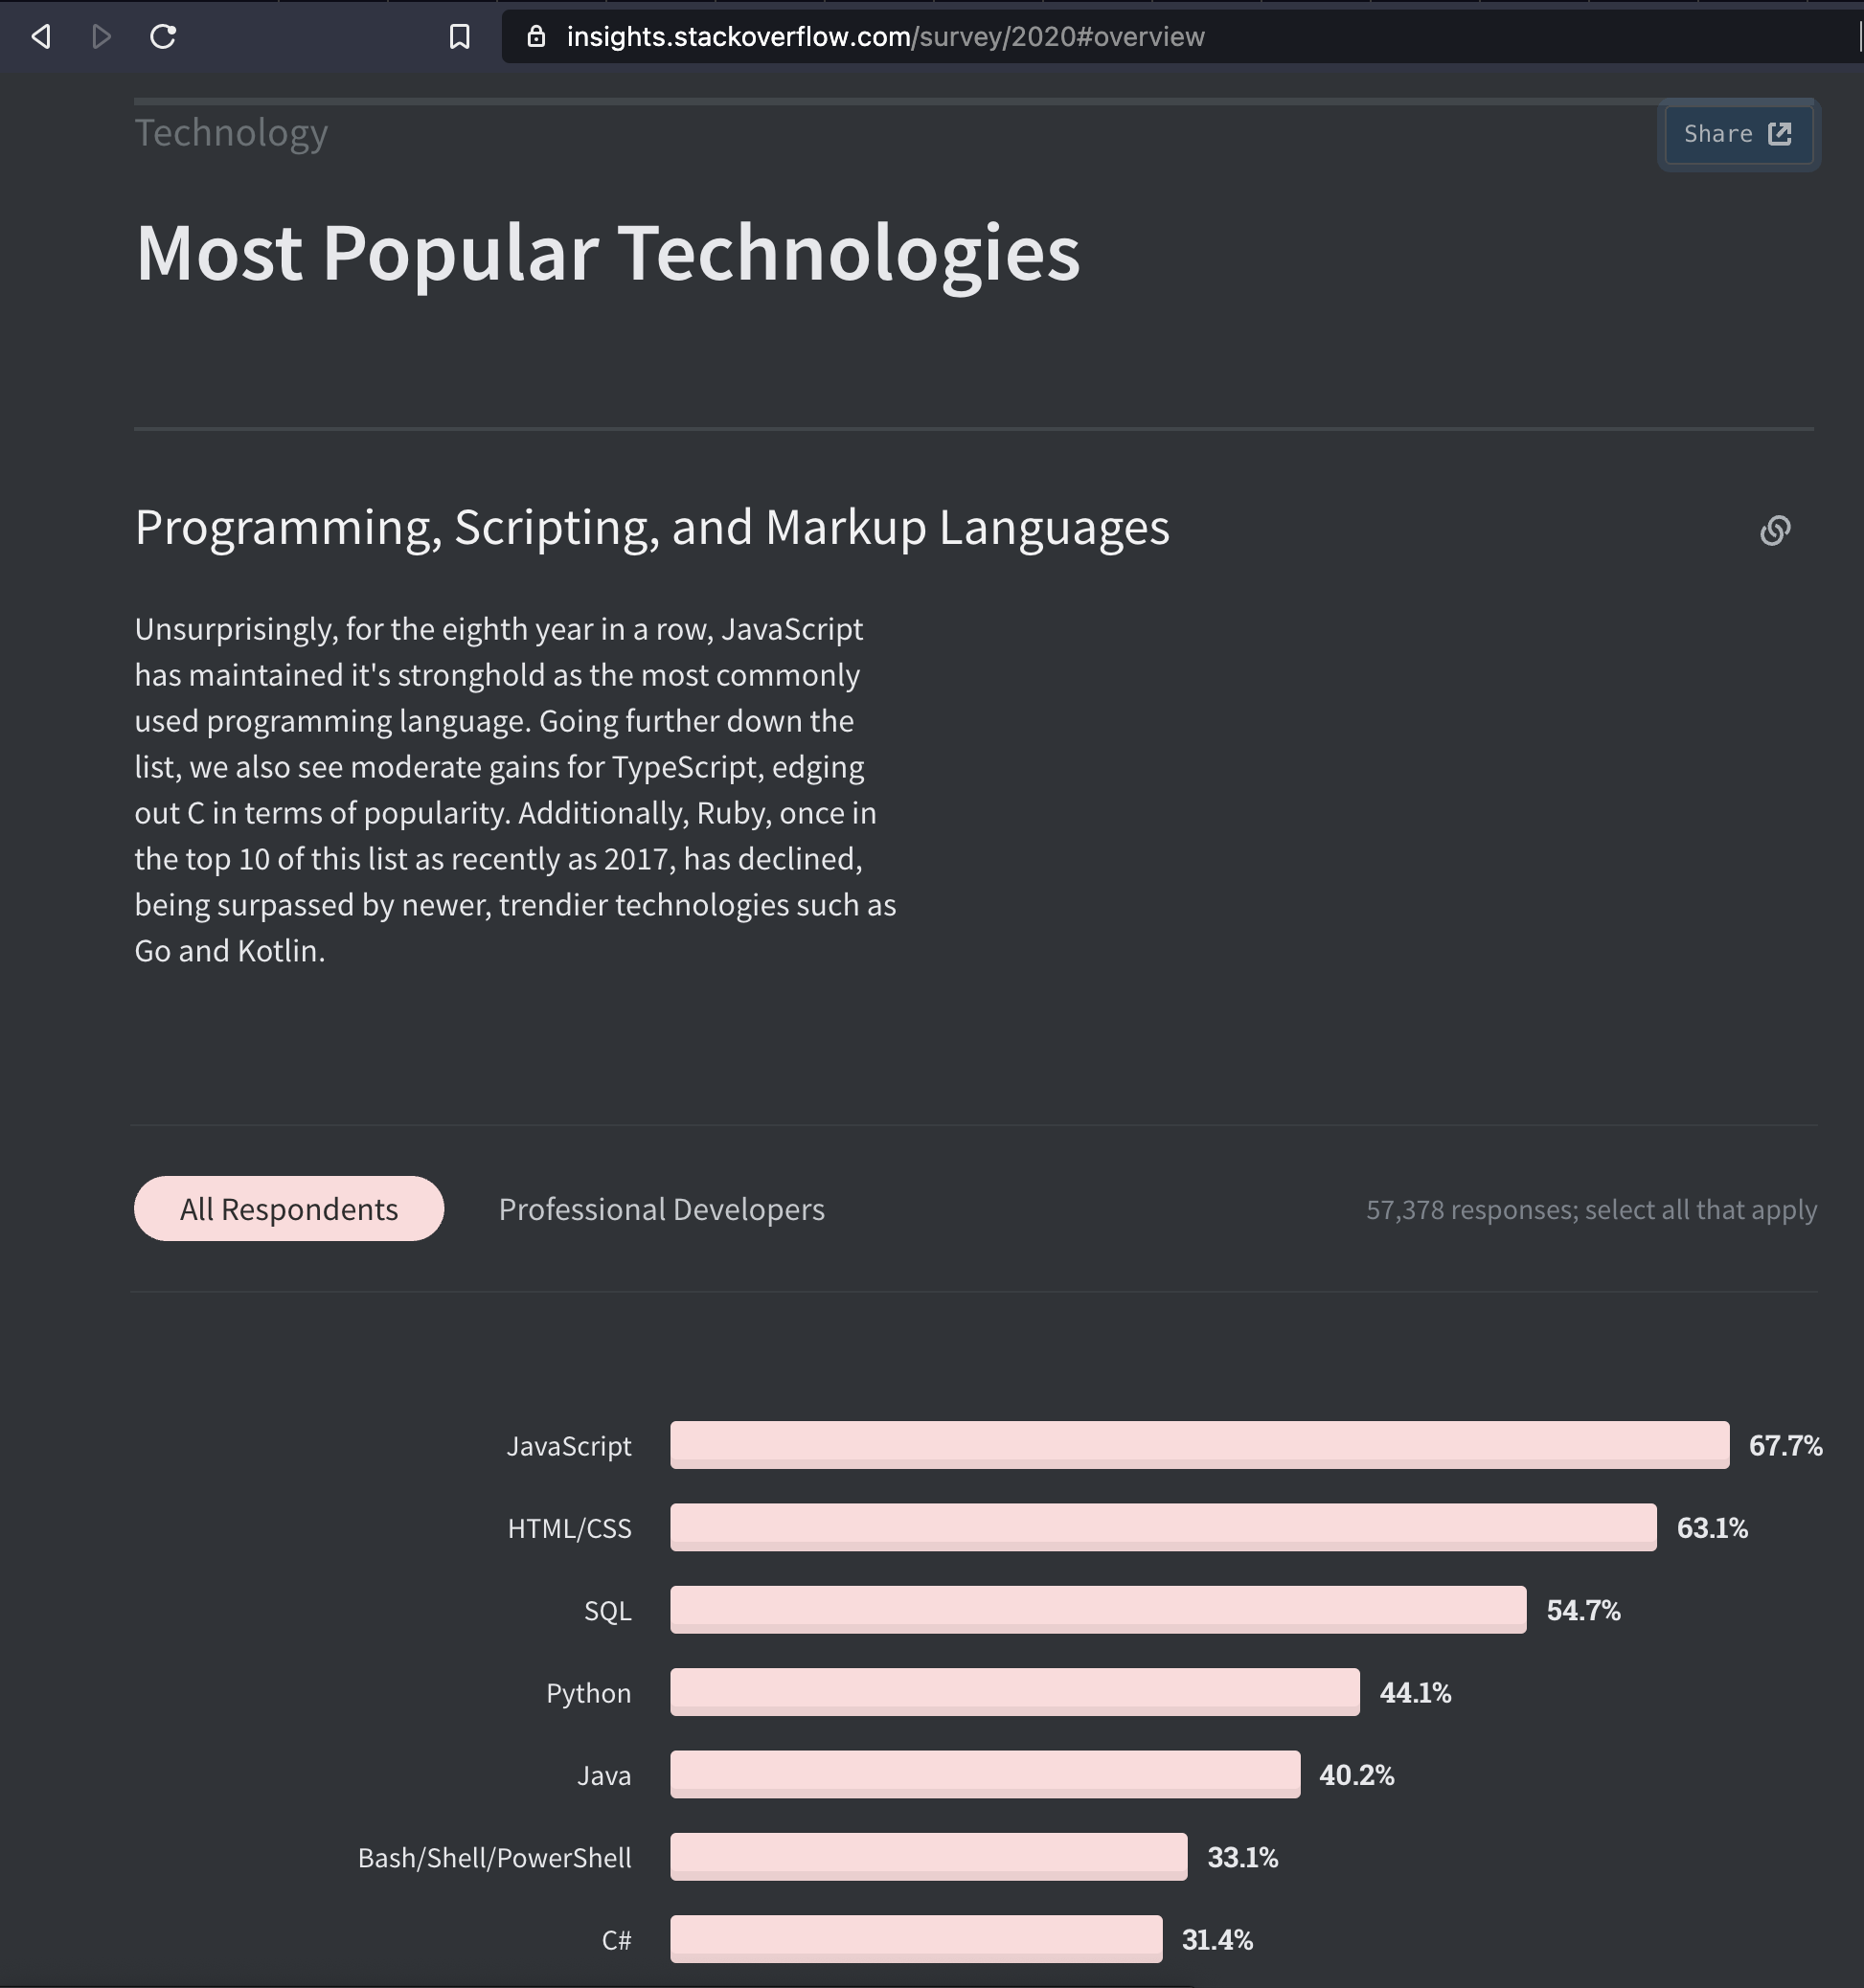 insights.stackoverflow.com/survey/2020#overview
Technology
Share
Most Popular Technologies
Programming, Scripting, and Markup Languages
Unsurprisingly, for the eighth year in a row, JavaScript
has maintained it's stronghold as the most commonly
used programming language. Going further down the
list, we also see moderate gains for TypeScript, edging
out C in terms of popularity. Additionally, Ruby, once in
the top 10 of this list as recently as 2017, has declined,
being surpassed by newer, trendier technologies such as
Go and Kotlin.
All Respondents Professional Developers 57,378 responses; select all that apply
JavaScript 67.7%
HTML/CSS 63.1%
SQL 54.7%
Python 44.1%
Java 40.2%
Bash/Shell/PowerShell 33.1%
C# 31.4%